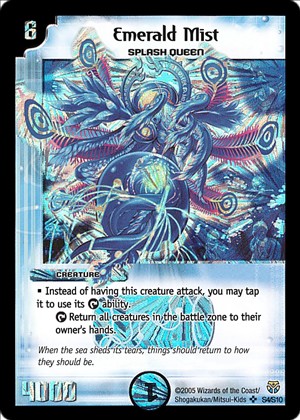 6
Emerald Mist
SPLASH QUEEN
CREATURE
▪ Instead of having this creature attack, you may tap
it to use its ability.
Return all creatures in the battle zone to their
owner's hands.
When the sea sheds its tears, things should return to how
they should be.
4000
©2005 Wizards of the Coast/
Shogakukan/Mitsui-Kids S4/S10